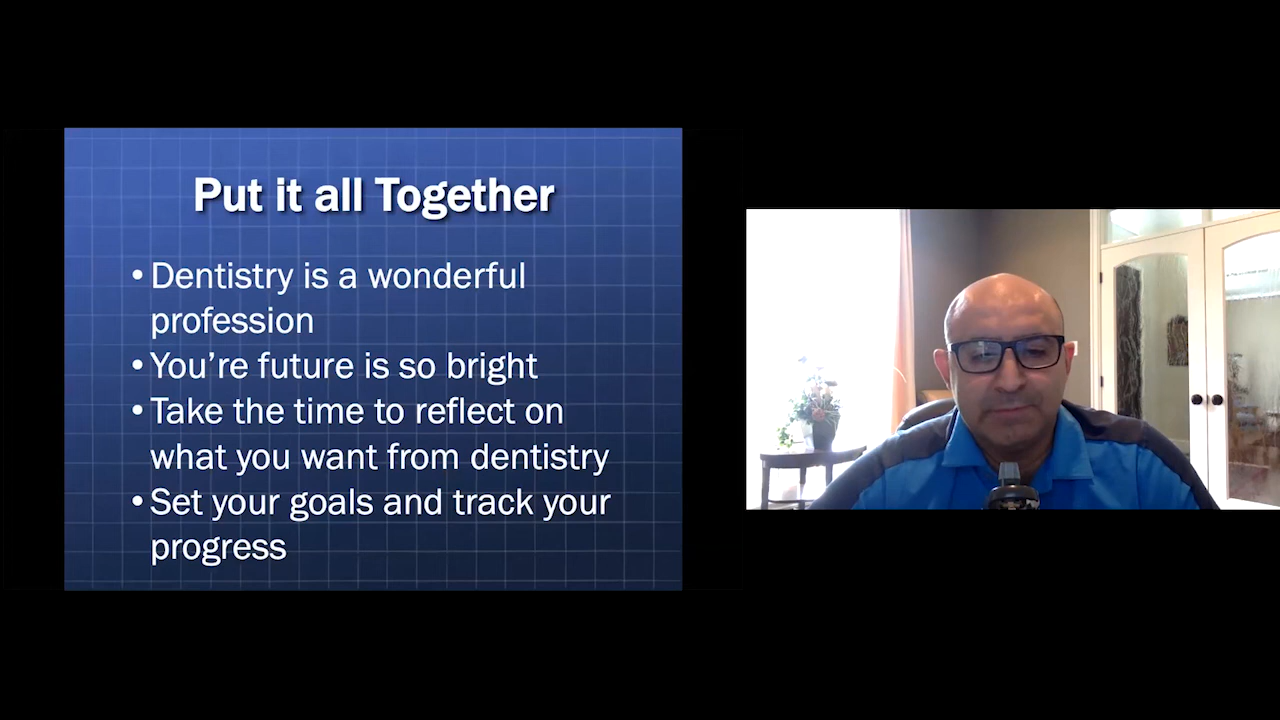 Put it all Together
• Dentistry is a wonderful
profession
• You're future is so bright
• Take the time to reflect on
what you want from dentistry
• Set your goals and track your
progress